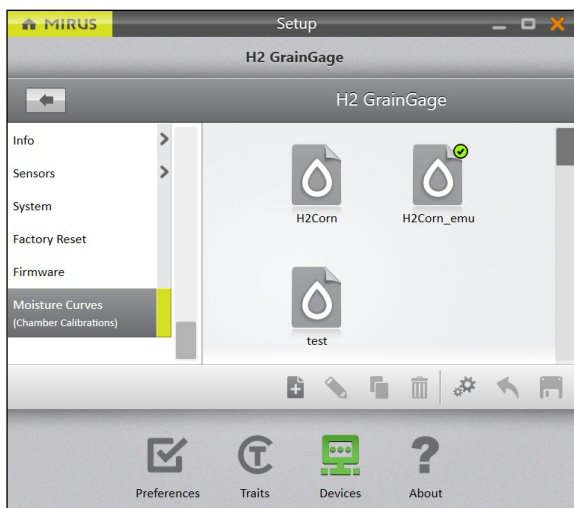 MIRUS
Setup
H2 GrainGage
H2 GrainGage
Info
Sensors
System
Factory Reset
Firmware
Moisture Curves
(Chamber Calibrations)
H2Corn
H2Corn_emu
test
Preferences
Traits
Devices
About